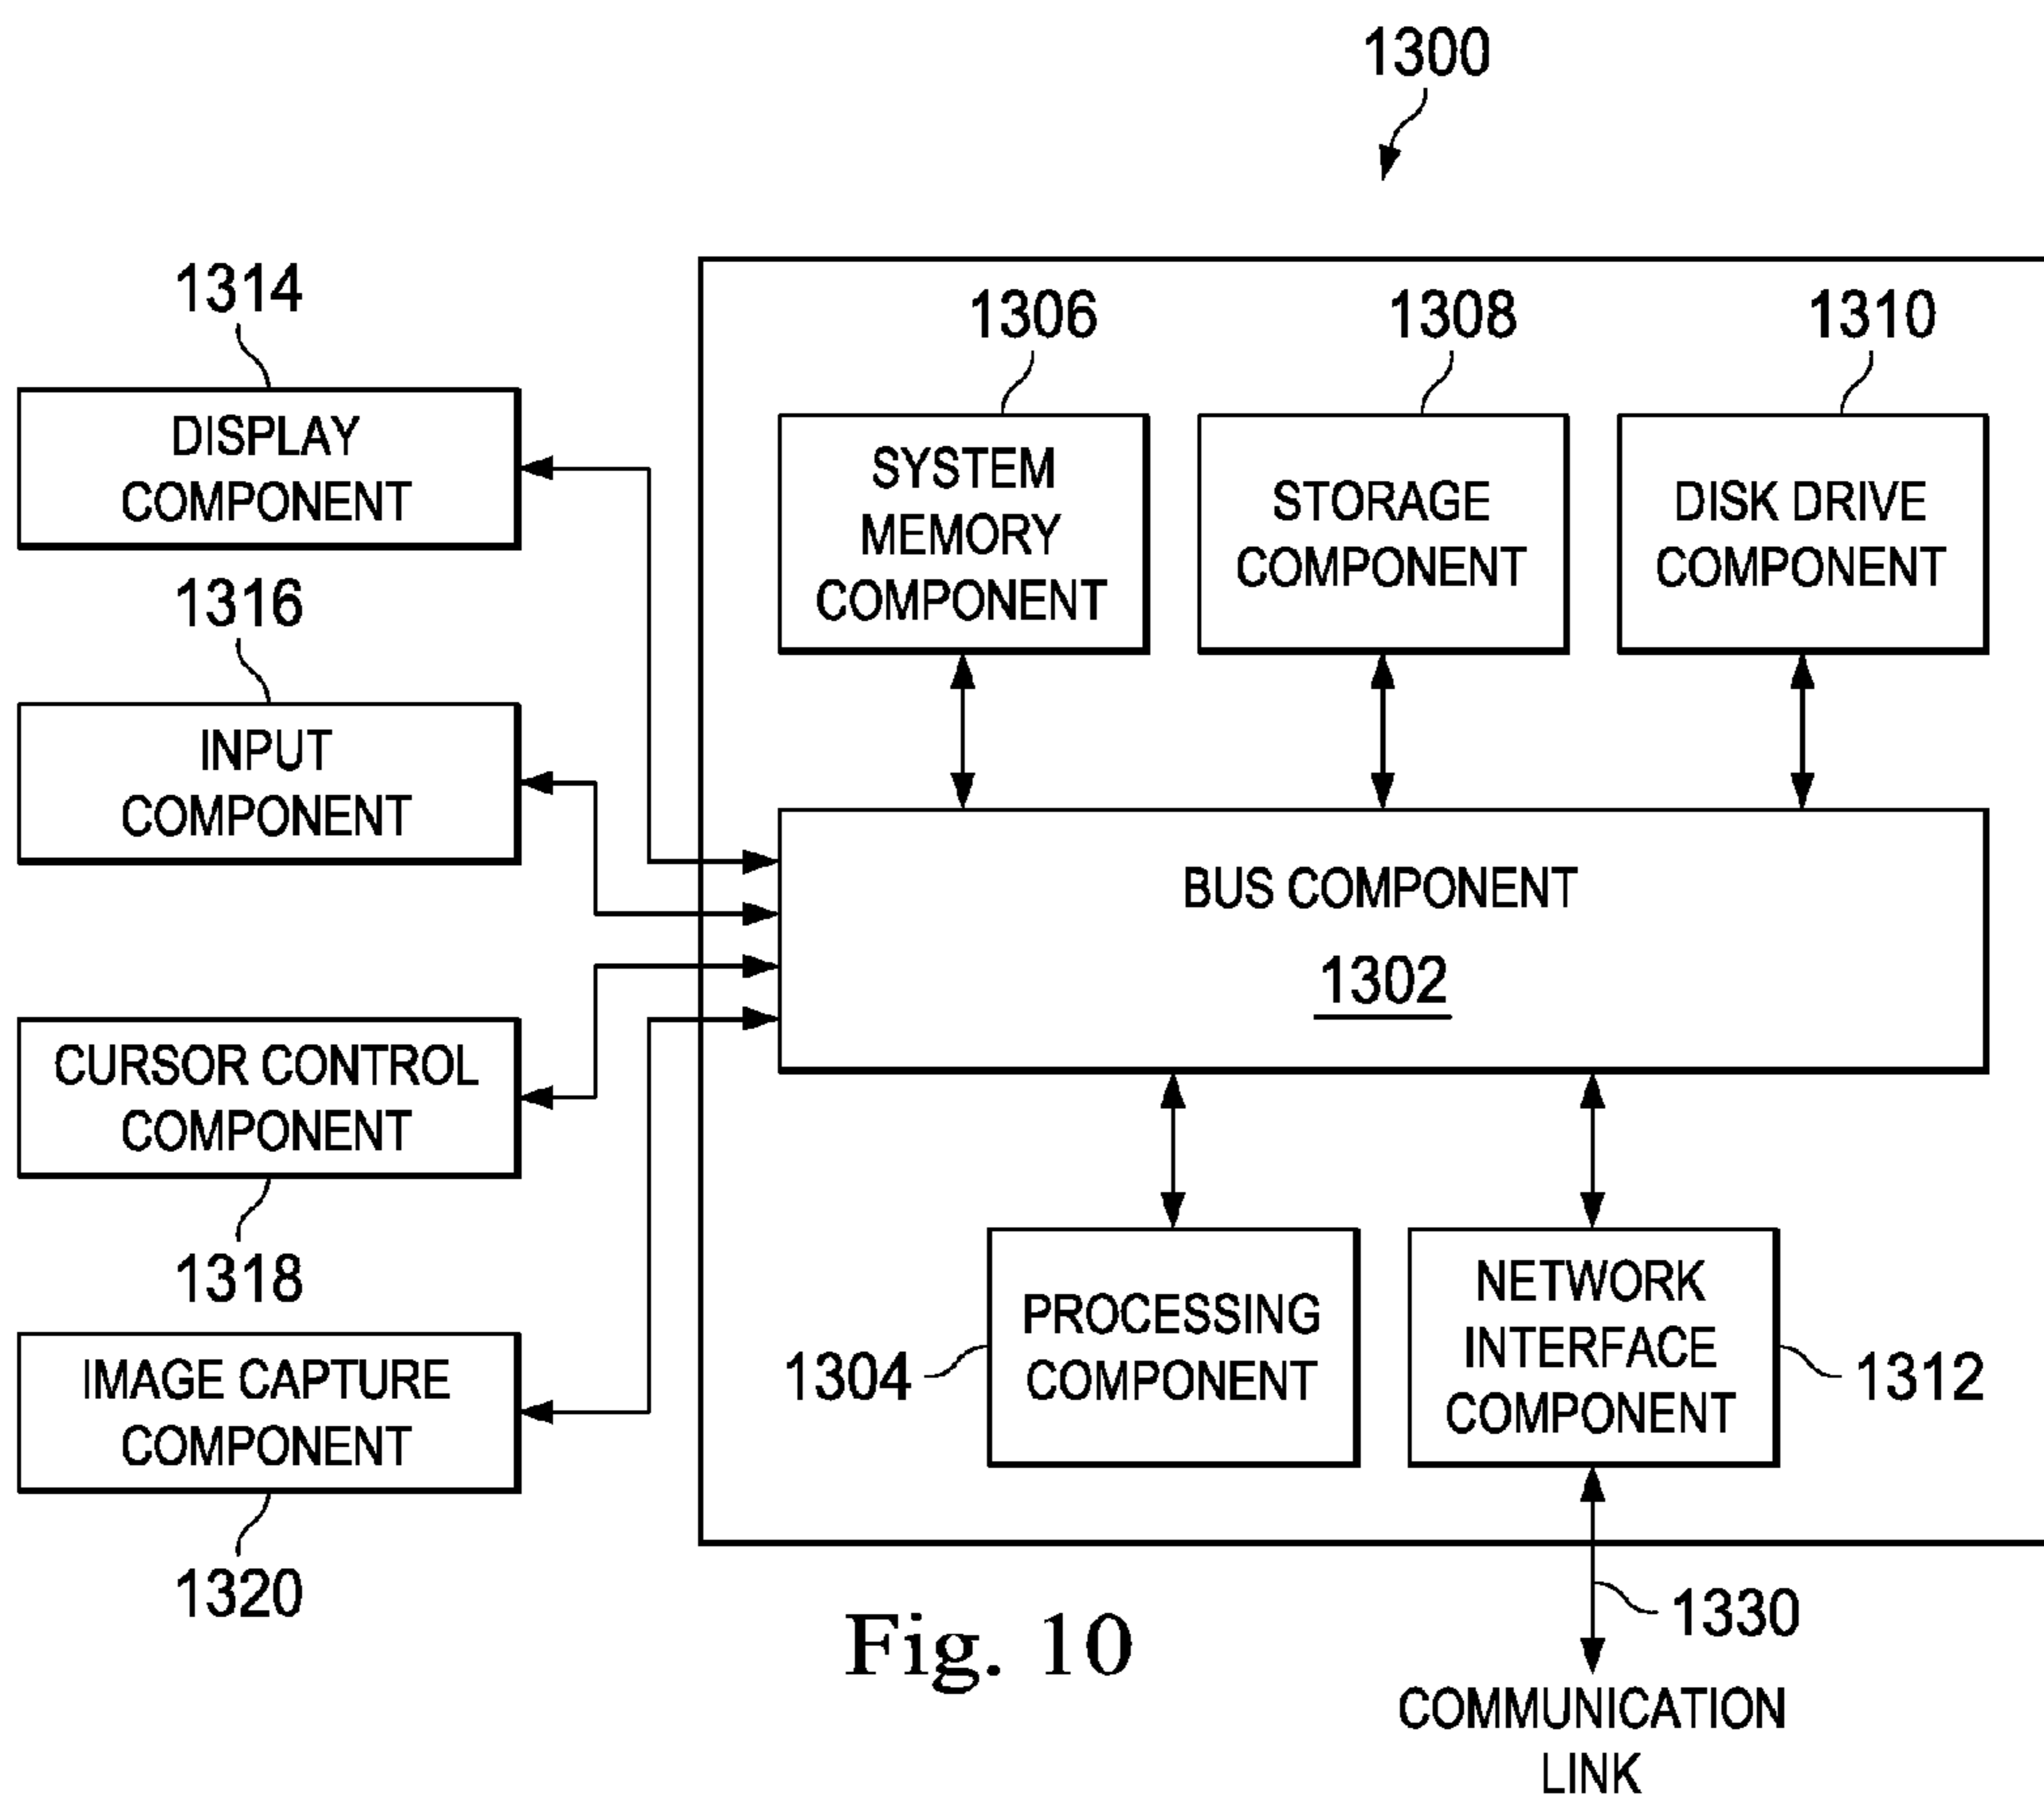 1300
1314
DISPLAY
COMPONENT
1316
INPUT
COMPONENT
CURSOR CONTROL
COMPONENT
1318
IMAGE CAPTURE
COMPONENT
1320
1306
SYSTEM
MEMORY
COMPONENT
1308
STORAGE
COMPONENT
1310
DISK DRIVE
COMPONENT
BUS COMPONENT
1302
1304
PROCESSING
COMPONENT
NETWORK
INTERFACE
COMPONENT
1312
1330
COMMUNICATION
LINK
Fig. 10